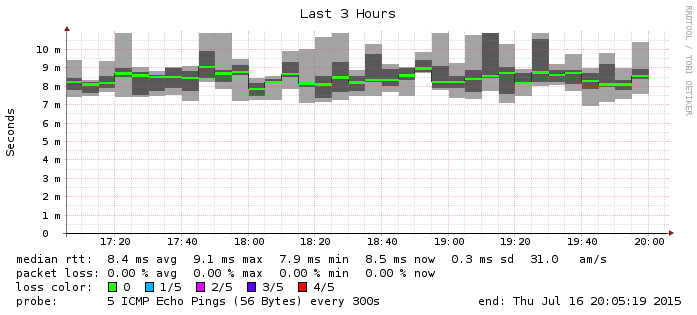 Last 3 Hours
RRDTOOL / TOBI OETIKER
Seconds
10 m
9 m
8 m
7 m
6 m
5 m
4 m
3 m
2 m
1 m
0
17:20 17:40 18:00 18:20 18:40 19:00 19:20 19:40 20:00
median rtt: 8.4 ms avg 9.1 ms max 7.9 ms min 8.5 ms now 0.3 ms sd 31.0 am/s
packet loss: 0.00 % avg 0.00 % max 0.00 % min 0.00 % now
loss color: 0 1/5 2/5 3/5 4/5
probe: 5 ICMP Echo Pings (56 Bytes) every 300s end: Thu Jul 16 20:05:19 2015